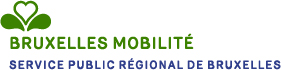 BRUXELLES MOBILITÉ
SERVICE PUBLIC RÉGIONAL DE BRUXELLES